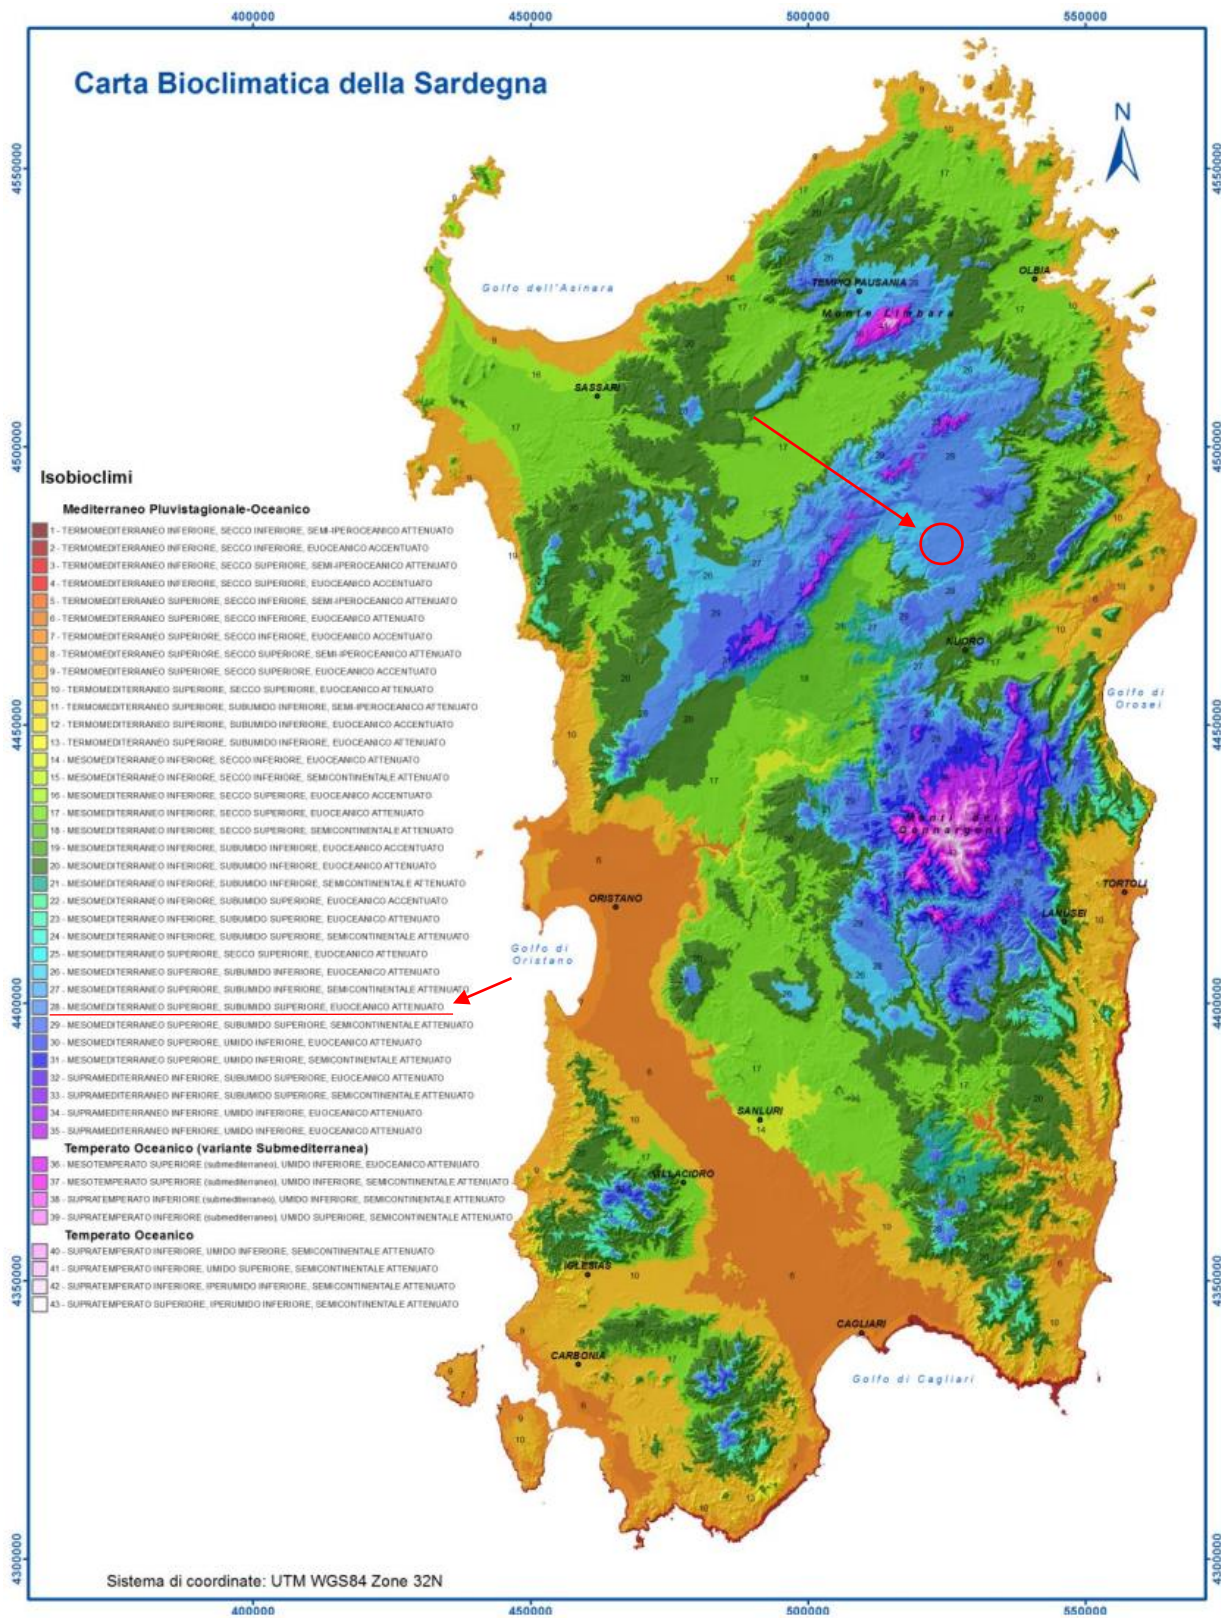 400000 450000 500000 550000
Carta Bioclimatica della Sardegna
N
4550000 4550000
4500000 4500000
4450000 4450000
4400000 4400000
4350000 4350000
4300000 4300000
Golfo dell'Asinara
TEMPIO PAUSANIA
OLBIA
Monte Limbara
SASSARI
NUORO
Golfo di
Orosei
Monti del
Gennargentu
ORISTANO
TORTOLI
LANUSEI
Golfo di
Oristano
SANLURI
VILLACIDRO
IGLESIAS
CAGLIARI
CARBONIA
Golfo di Cagliari
Isobioclimi
Mediterraneo Pluvistagionale-Oceanico
1 - TERMOMEDITERRANEO INFERIORE, SECCO INFERIORE, SEMI-IPEROCEANICO ATTENUATO
2 - TERMOMEDITERRANEO INFERIORE, SECCO INFERIORE, EUOCEANICO ACCENTUATO
3 - TERMOMEDITERRANEO INFERIORE, SECCO SUPERIORE, SEMI-IPEROCEANICO ATTENUATO
4 - TERMOMEDITERRANEO INFERIORE, SECCO SUPERIORE, EUOCEANICO ACCENTUATO
5 - TERMOMEDITERRANEO SUPERIORE, SECCO INFERIORE, SEMI-IPEROCEANICO ATTENUATO
6 - TERMOMEDITERRANEO SUPERIORE, SECCO INFERIORE, EUOCEANICO ATTENUATO
7 - TERMOMEDITERRANEO SUPERIORE, SECCO INFERIORE, EUOCEANICO ACCENTUATO
8 - TERMOMEDITERRANEO SUPERIORE, SECCO SUPERIORE, SEMI-IPEROCEANICO ATTENUATO
9 - TERMOMEDITERRANEO SUPERIORE, SECCO SUPERIORE, EUOCEANICO ACCENTUATO
10 - TERMOMEDITERRANEO SUPERIORE, SECCO SUPERIORE, EUOCEANICO ATTENUATO
11 - TERMOMEDITERRANEO SUPERIORE, SUBUMIDO INFERIORE, SEMI-IPEROCEANICO ATTENUATO
12 - TERMOMEDITERRANEO SUPERIORE, SUBUMIDO INFERIORE, EUOCEANICO ACCENTUATO
13 - TERMOMEDITERRANEO SUPERIORE, SUBUMIDO INFERIORE, EUOCEANICO ATTENUATO
14 - MESOMEDITERRANEO INFERIORE, SECCO INFERIORE, EUOCEANICO ATTENUATO
15 - MESOMEDITERRANEO INFERIORE, SECCO INFERIORE, SEMICONTINENTALE ATTENUATO
16 - MESOMEDITERRANEO INFERIORE, SECCO SUPERIORE, EUOCEANICO ACCENTUATO
17 - MESOMEDITERRANEO INFERIORE, SECCO SUPERIORE, EUOCEANICO ATTENUATO
18 - MESOMEDITERRANEO INFERIORE, SECCO SUPERIORE, SEMICONTINENTALE ATTENUATO
19 - MESOMEDITERRANEO INFERIORE, SUBUMIDO INFERIORE, EUOCEANICO ACCENTUATO
20 - MESOMEDITERRANEO INFERIORE, SUBUMIDO INFERIORE, EUOCEANICO ATTENUATO
21 - MESOMEDITERRANEO INFERIORE, SUBUMIDO INFERIORE, SEMICONTINENTALE ATTENUATO
22 - MESOMEDITERRANEO INFERIORE, SUBUMIDO SUPERIORE, EUOCEANICO ACCENTUATO
23 - MESOMEDITERRANEO INFERIORE, SUBUMIDO SUPERIORE, EUOCEANICO ATTENUATO
24 - MESOMEDITERRANEO INFERIORE, SUBUMIDO SUPERIORE, SEMICONTINENTALE ATTENUATO
25 - MESOMEDITERRANEO SUPERIORE, SECCO SUPERIORE, EUOCEANICO ATTENUATO
26 - MESOMEDITERRANEO SUPERIORE, SUBUMIDO INFERIORE, EUOCEANICO ATTENUATO
27 - MESOMEDITERRANEO SUPERIORE, SUBUMIDO INFERIORE, SEMICONTINENTALE ATTENUATO
28 - MESOMEDITERRANEO SUPERIORE, SUBUMIDO SUPERIORE, EUOCEANICO ATTENUATO
29 - MESOMEDITERRANEO SUPERIORE, SUBUMIDO SUPERIORE, SEMICONTINENTALE ATTENUATO
30 - MESOMEDITERRANEO SUPERIORE, UMIDO INFERIORE, EUOCEANICO ATTENUATO
31 - MESOMEDITERRANEO SUPERIORE, UMIDO INFERIORE, SEMICONTINENTALE ATTENUATO
32 - SUPRAMEDITERRANEO INFERIORE, SUBUMIDO SUPERIORE, EUOCEANICO ATTENUATO
33 - SUPRAMEDITERRANEO INFERIORE, SUBUMIDO SUPERIORE, SEMICONTINENTALE ATTENUATO
34 - SUPRAMEDITERRANEO INFERIORE, UMIDO INFERIORE, EUOCEANICO ATTENUATO
35 - SUPRAMEDITERRANEO INFERIORE, UMIDO INFERIORE, EUOCEANICO ATTENUATO
Temperato Oceanico (variante Submediterranea)
36 - MESOTEMPERATO SUPERIORE (submediterraneo), UMIDO INFERIORE, EUOCEANICO ATTENUATO
37 - MESOTEMPERATO SUPERIORE (submediterraneo), UMIDO INFERIORE, SEMICONTINENTALE ATTENUATO
38 - SUPRATEMPERATO INFERIORE (submediterraneo), UMIDO INFERIORE, SEMICONTINENTALE ATTENUATO
39 - SUPRATEMPERATO INFERIORE (submediterraneo), UMIDO SUPERIORE, SEMICONTINENTALE ATTENUATO
Temperato Oceanico
40 - SUPRATEMPERATO INFERIORE, UMIDO INFERIORE, SEMICONTINENTALE ATTENUATO
41 - SUPRATEMPERATO INFERIORE, UMIDO SUPERIORE, SEMICONTINENTALE ATTENUATO
42 - SUPRATEMPERATO INFERIORE, IPERUMIDO INFERIORE, SEMICONTINENTALE ATTENUATO
43 - SUPRATEMPERATO SUPERIORE, IPERUMIDO INFERIORE, SEMICONTINENTALE ATTENUATO
Sistema di coordinate: UTM WGS84 Zone 32N
400000 450000 500000 550000